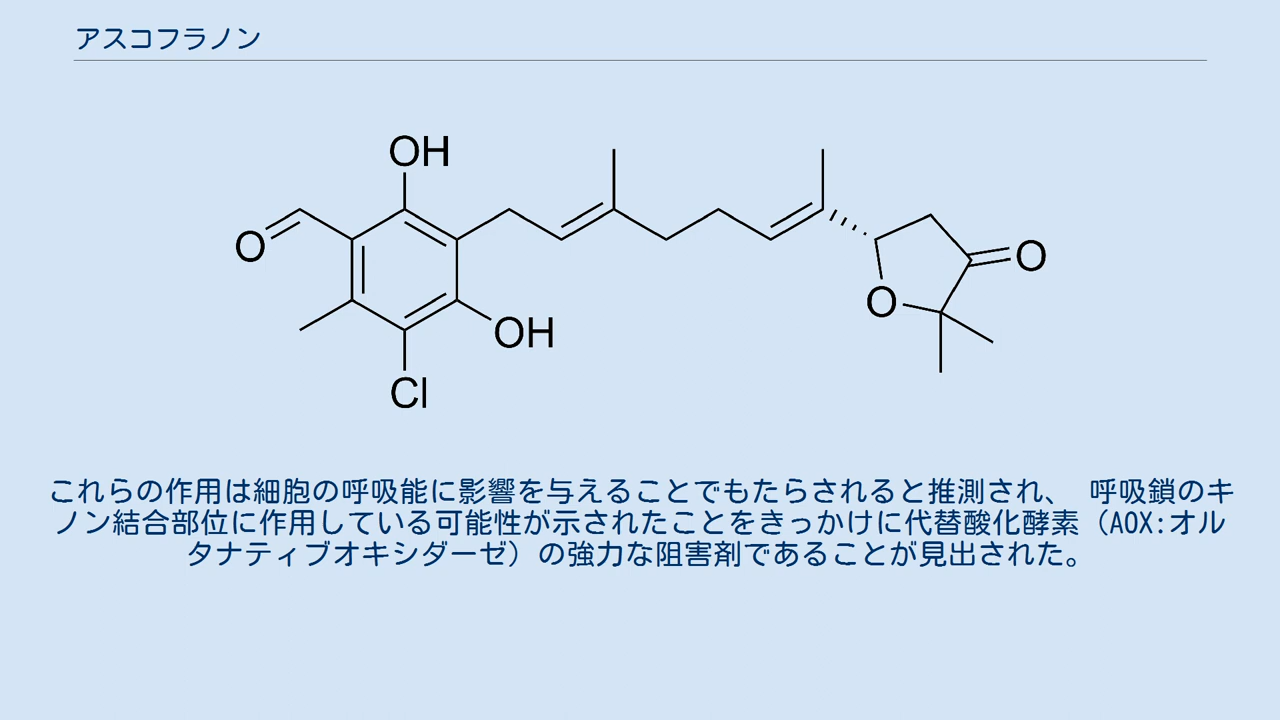 アスコフラノン
OH
O
O
O
OH
Cl
これらの作用は細胞の呼吸能に影響を与えることでもたらされると推測され、 呼吸鎖のキ
ノン結合部位に作用している可能性が示されたことをきっかけに代替酸化酵素（AOX:オル
タナティブオキシダーゼ）の強力な阻害剤であることが見出された。